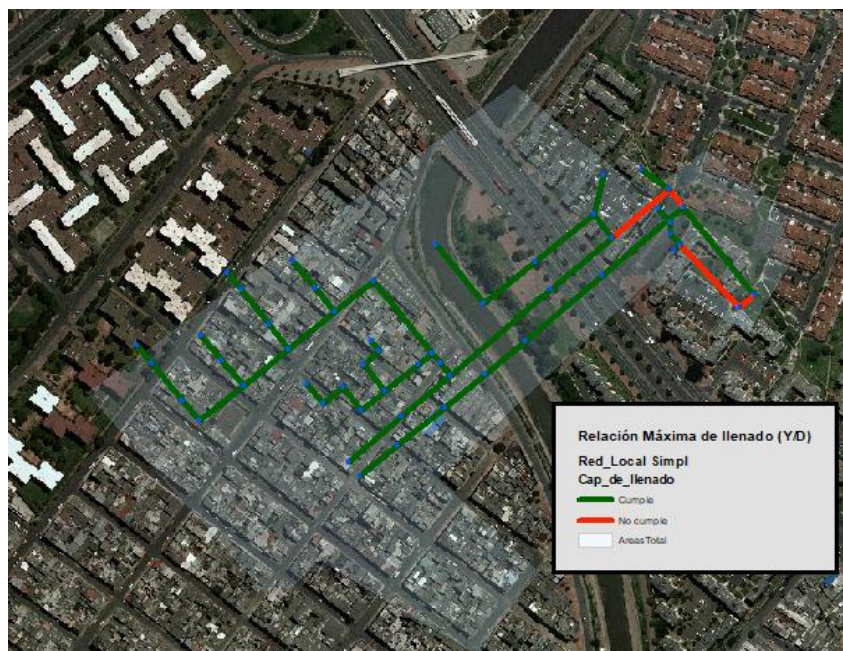 Relación Máxima de llenado (Y/D)
Red_Local Simpl
Cap_de_llenado
Cumple
No cumple
AreasTotal